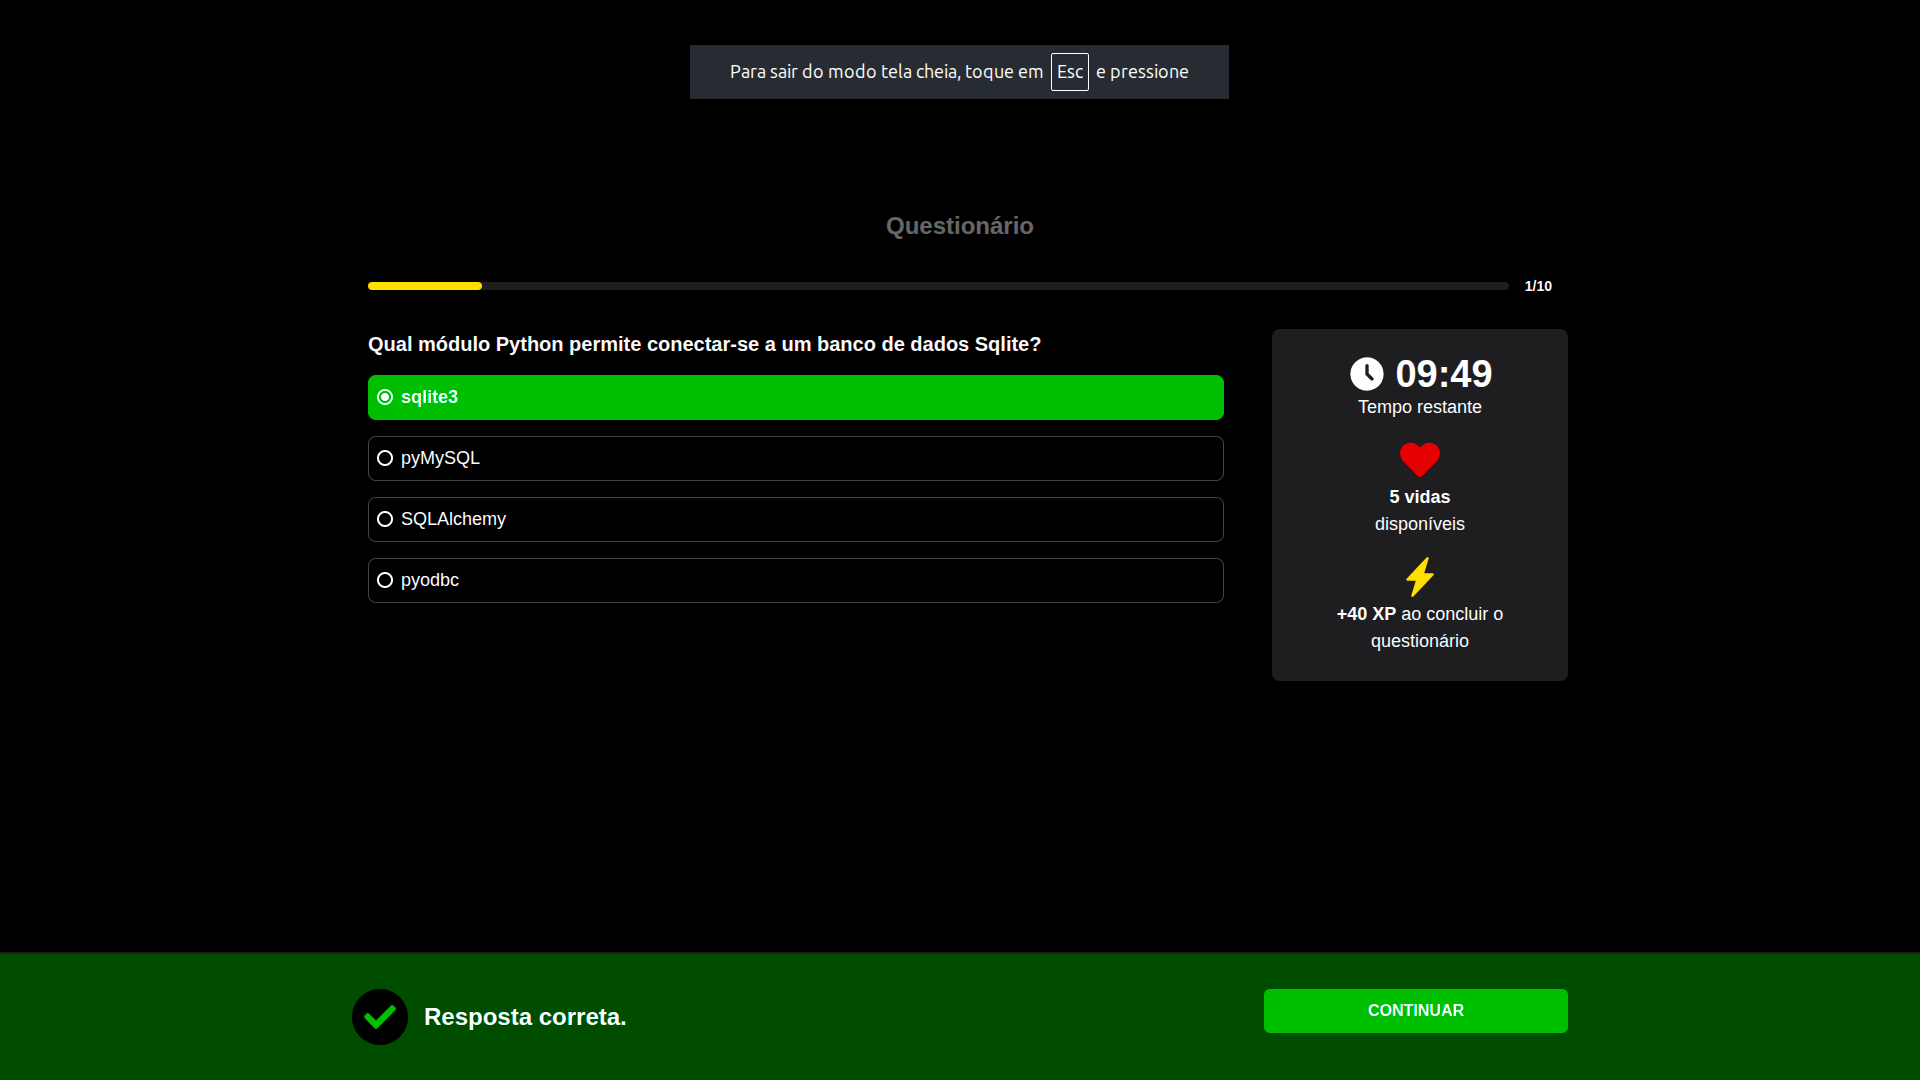 Para sair do modo tela cheia, toque em Esc e pressione
Questionário
1/10
Qual módulo Python permite conectar-se a um banco de dados Sqlite?
sqlite3
pyMySQL
SQLAlchemy
pyodbc
09:49
Tempo restante
5 vidas
disponíveis
+40 XP ao concluir o
questionário
Resposta correta.
CONTINUAR